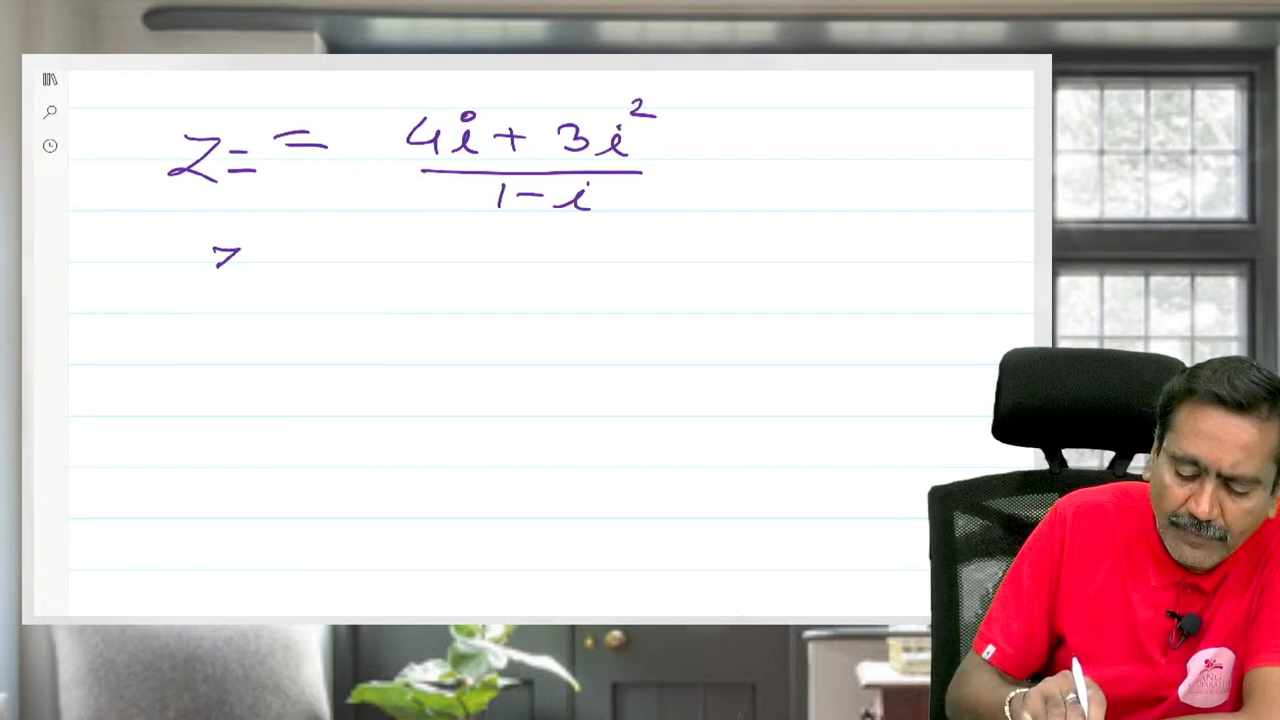 Z = = (4i + 3i²)/(1 - i)